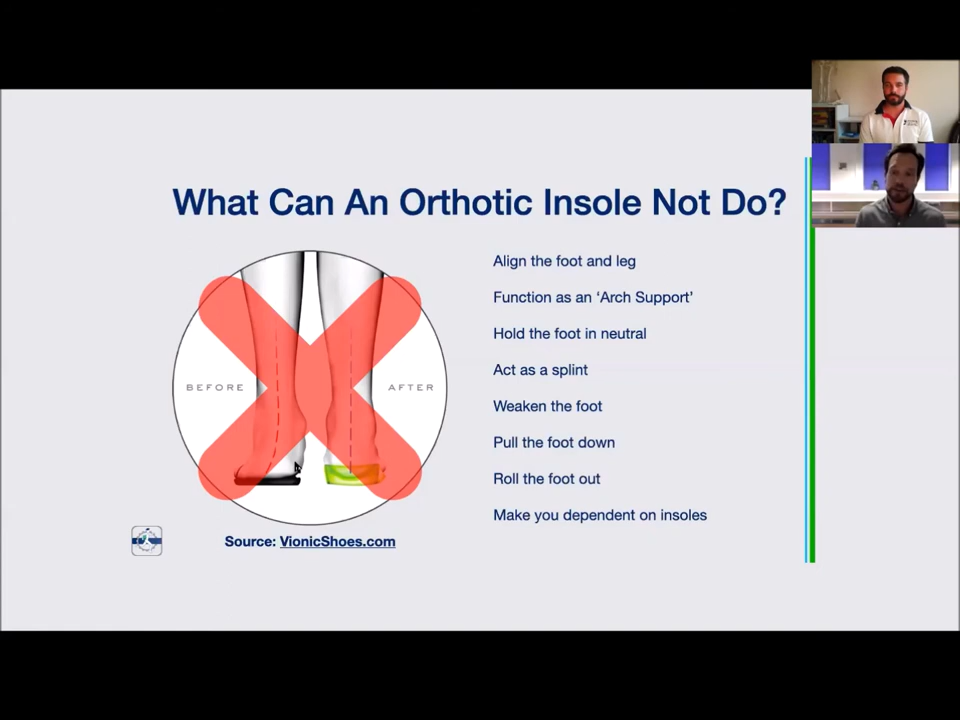 What Can An Orthotic Insole Not Do?
BEFORE
AFTER
Source: VionicShoes.com
Align the foot and leg
Function as an ‘Arch Support’
Hold the foot in neutral
Act as a splint
Weaken the foot
Pull the foot down
Roll the foot out
Make you dependent on insoles